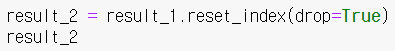 result_2 = result_1.reset_index(drop=True)
result_2